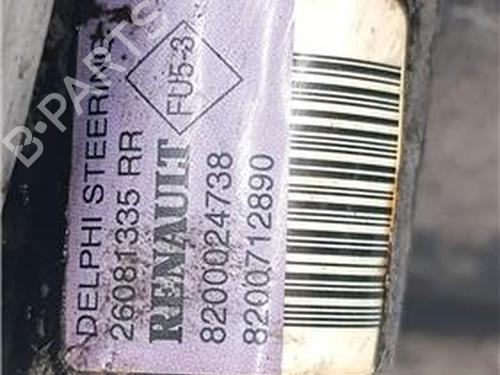 DELPHI STEERING
26081335 RR
RENAULT
FU5-3
8200024738
8200712890
B-PARTS